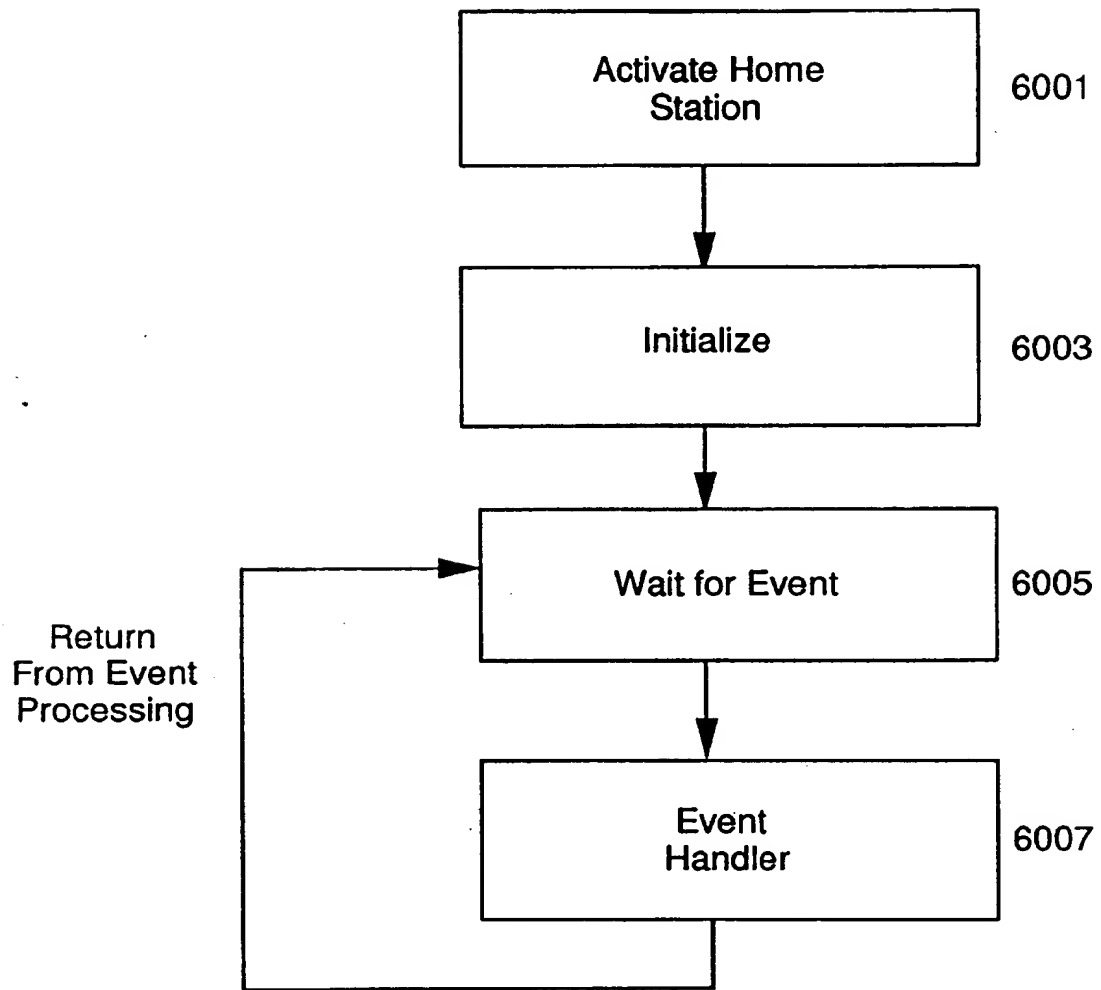 Activate Home
Station
6001
Initialize
6003
Wait for Event
6005
Return
From Event
Processing
Event
Handler
6007